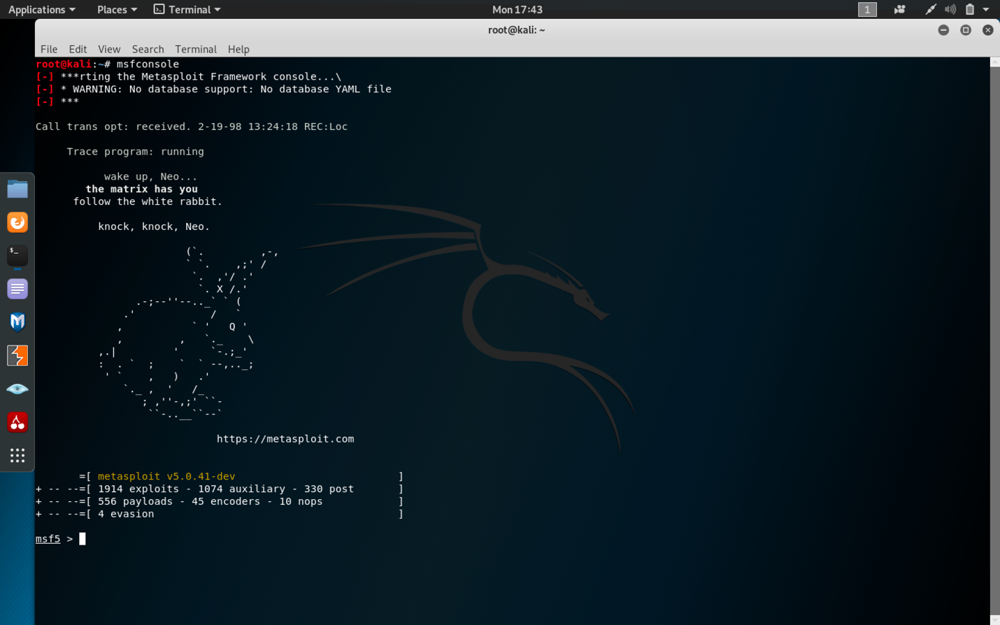 Applications Places Terminal Mon 17:43 1
root@kali: ~
File Edit View Search Terminal Help
root@kali:~# msfconsole
[-] ***rting the Metasploit Framework console...\
[-] * WARNING: No database support: No database YAML file
[-] ***
Call trans opt: received. 2-19-98 13:24:18 REC:Loc
Trace program: running
wake up, Neo...
the matrix has you
follow the white rabbit.
knock, knock, Neo.
https://metasploit.com
=[ metasploit v5.0.41-dev ]
+ -- --=[ 1914 exploits - 1074 auxiliary - 330 post ]
+ -- --=[ 556 payloads - 45 encoders - 10 nops ]
+ -- --=[ 4 evasion ]
msf5 >